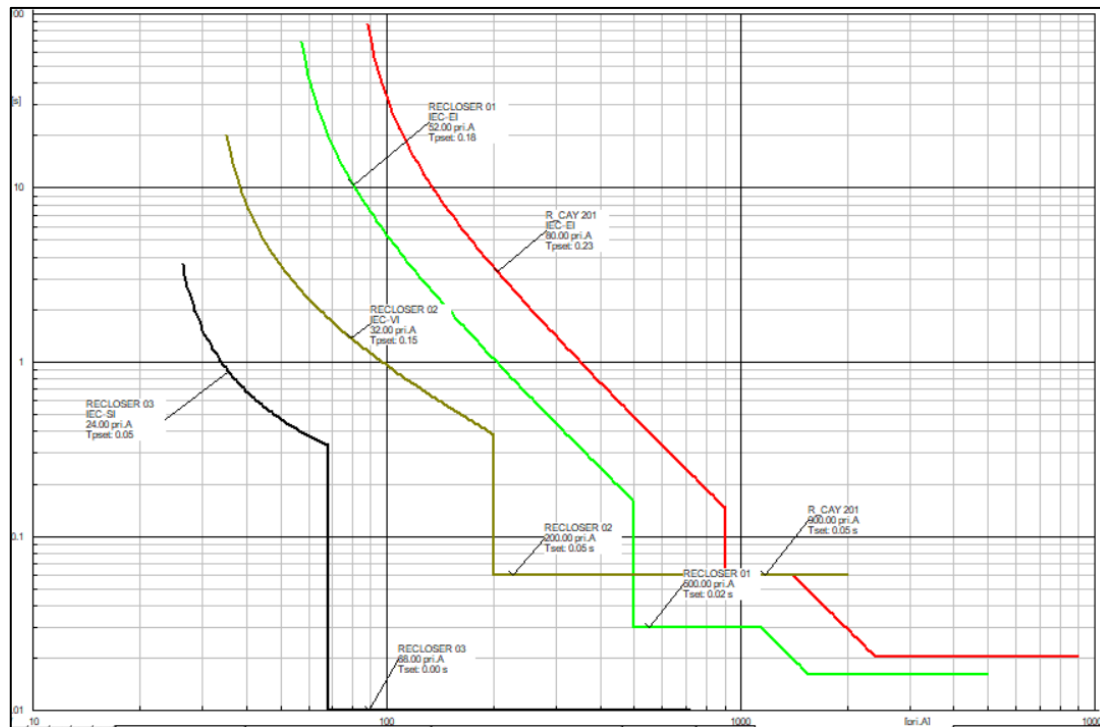 00
[s]
RECLOSER 01
IEC-EI
52.00 pri.A
Tpset: 0.18
10
R_CAY 201
IEC-EI
80.00 pri.A
Tpset: 0.23
RECLOSER 02
IEC-VI
32.00 pri.A
Tpset: 0.15
1
RECLOSER 03
IEC-SI
24.00 pri.A
Tpset: 0.05
R_CAY 201
900.00 pri.A
Tset: 0.05 s
0.1
RECLOSER 02
200.00 pri.A
Tset: 0.05 s
RECLOSER 01
500.00 pri.A
Tset: 0.02 s
RECLOSER 03
68.00 pri.A
Tset: 0.00 s
.01
10
100
1000
[pri.A]
1000